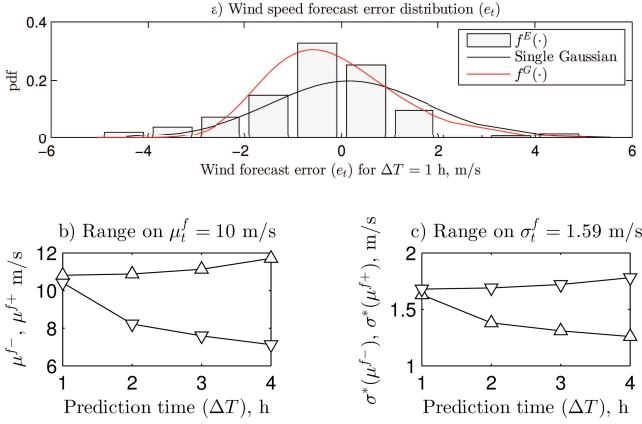 ε) Wind speed forecast error distribution (e_t)
f^E(·)
Single Gaussian
f^G(·)
pdf
0.4
0.2
0
−6 −4 −2 0 2 4 6
Wind forecast error (e_t) for ΔT = 1 h, m/s
b) Range on μ_t^f = 10 m/s
μ^{f−}, μ^{f+} m/s
12
10
8
6
1 2 3 4
Prediction time (ΔT), h
c) Range on σ_t^f = 1.59 m/s
σ*(μ^{f−}), σ*(μ^{f+}), m/s
2
1.5
1
1 2 3 4
Prediction time (ΔT), h